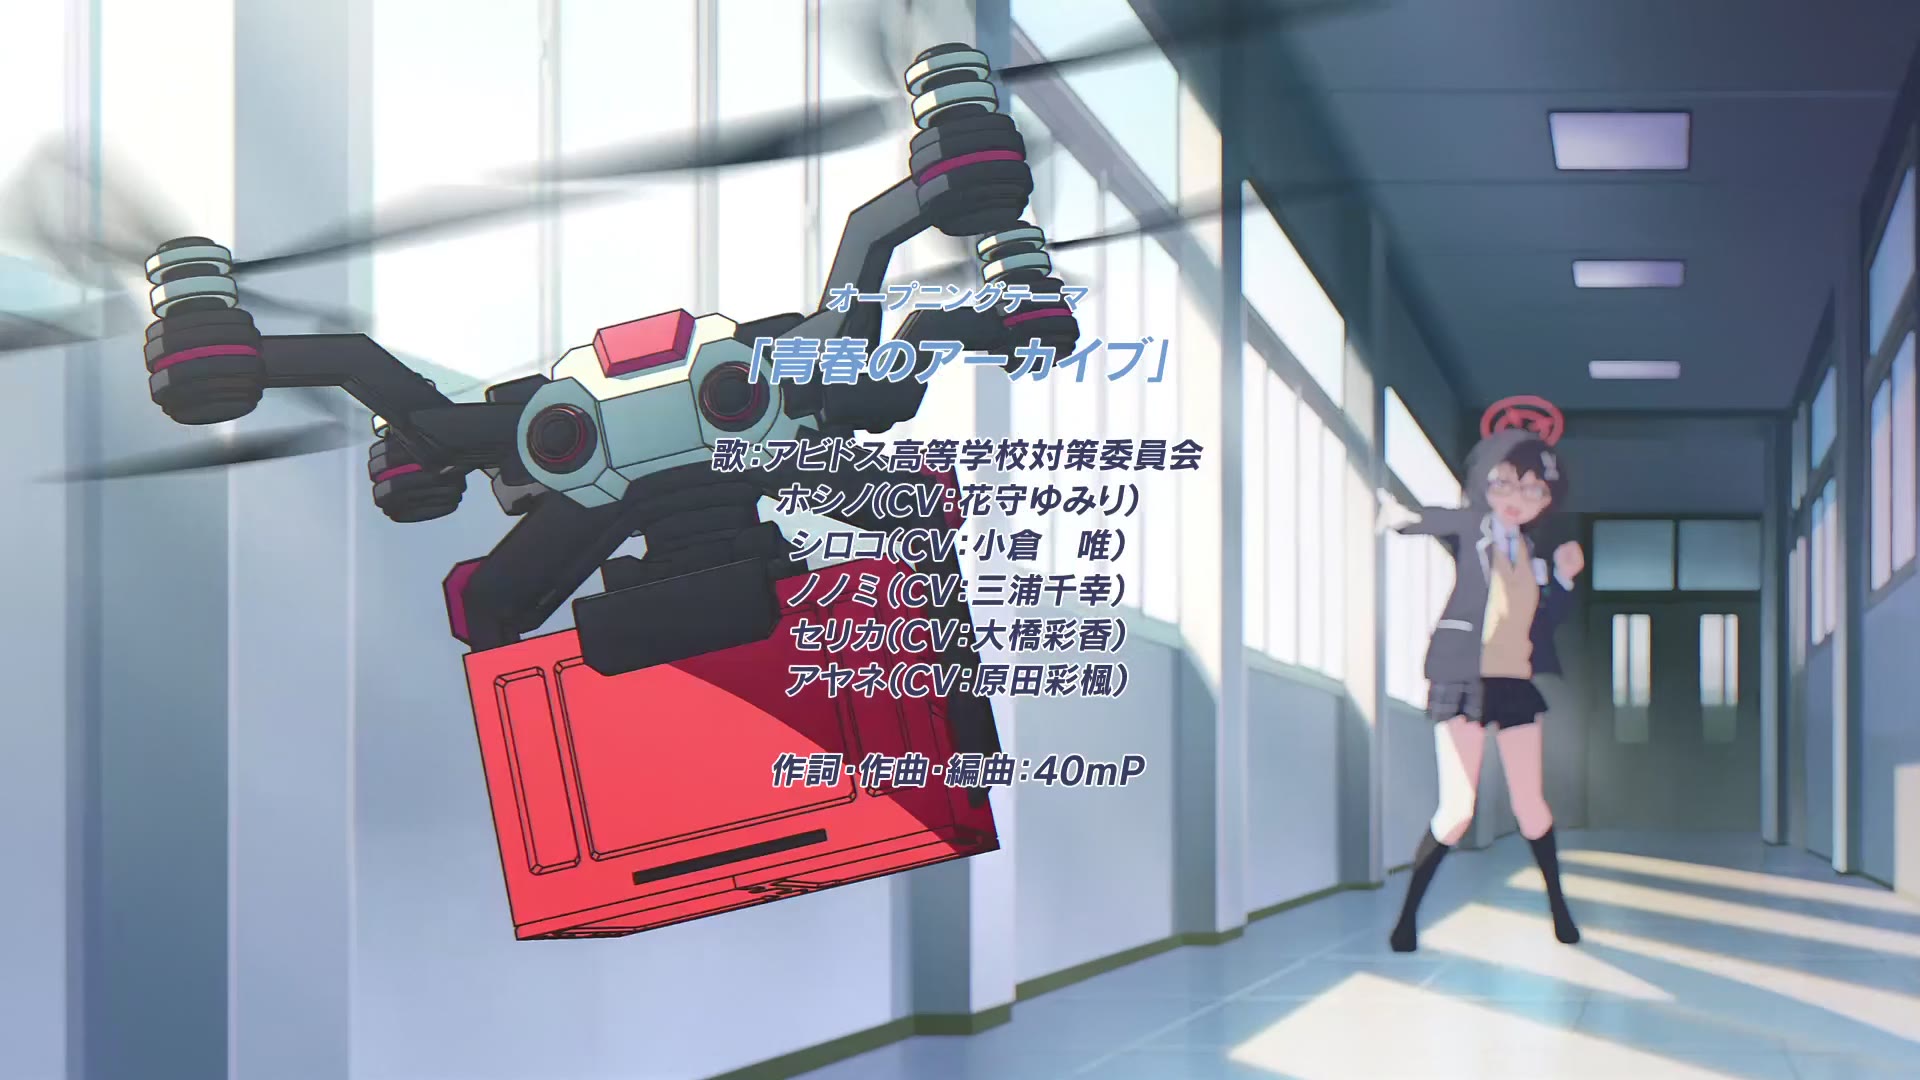 オープニングテーマ
「青春のアーカイブ」
歌：アビドス高等学校対策委員会
ホシノ（CV：花守ゆみり）
シロコ（CV：小倉　唯）
ノノミ（CV：三浦千幸）
セリカ（CV：大橋彩香）
アヤネ（CV：原田彩楓）
作詞・作曲・編曲：40mP